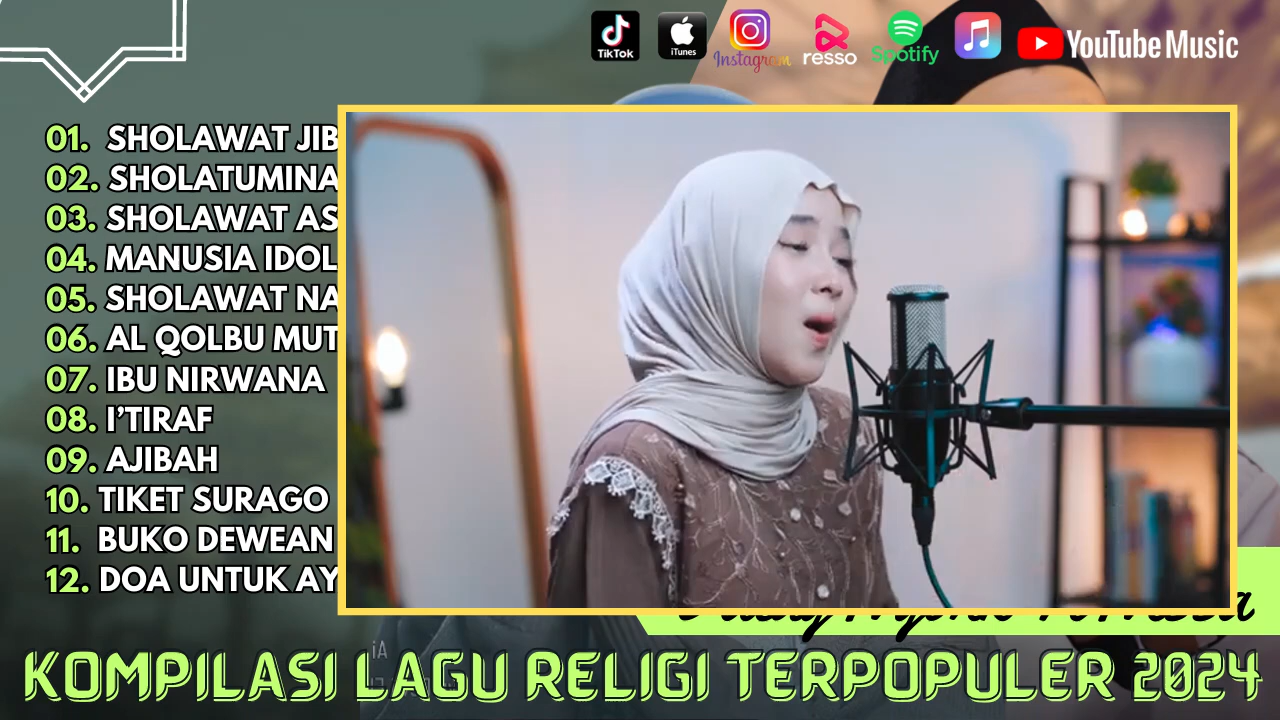 TikTok
iTunes
Instagram
resso
Spotify
YouTube Music
01. SHOLAWAT JIB
02. SHOLATUMINA
03. SHOLAWAT AS
04. MANUSIA IDOL
05. SHOLAWAT NA
06. AL QOLBU MUT
07. IBU NIRWANA
08. I'TIRAF
09. AJIBAH
10. TIKET SURAGO
11. BUKO DEWEAN
12. DOA UNTUK AY
iA
KOMPILASI LAGU RELIGI TERPOPULER 2024